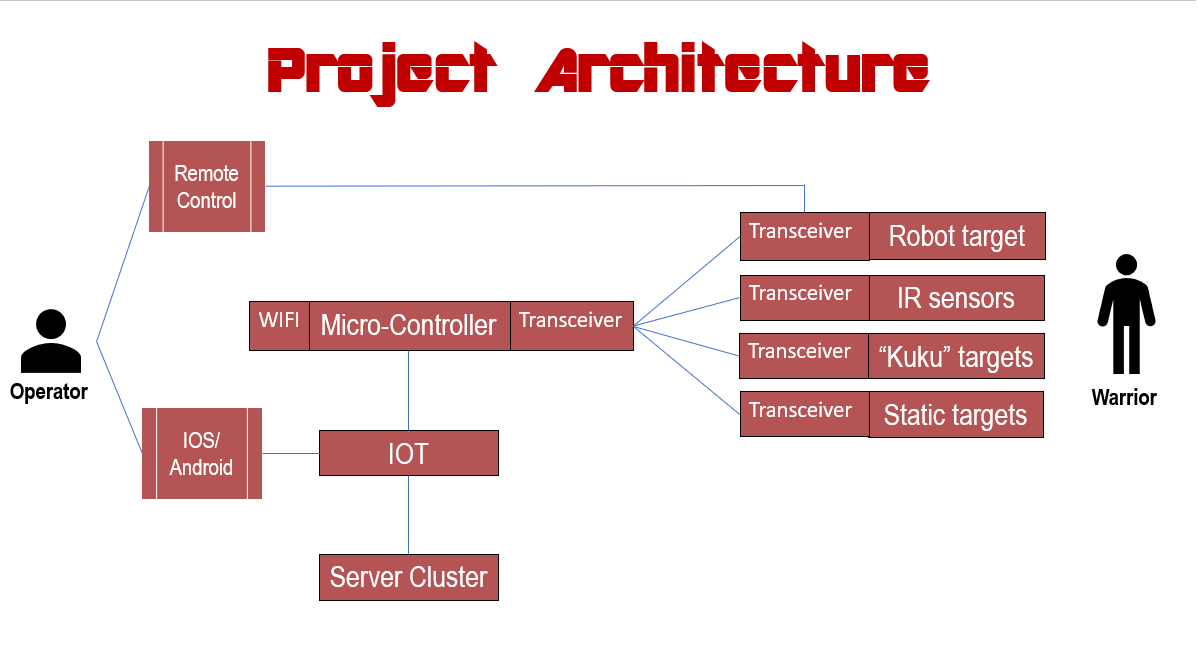 Project Architecture
Remote
Control
Transceiver
Robot target
Transceiver
IR sensors
WIFI
Micro-Controller
Transceiver
Transceiver
“Kuku” targets
Operator
Warrior
Transceiver
Static targets
IOS/
Android
IOT
Server Cluster